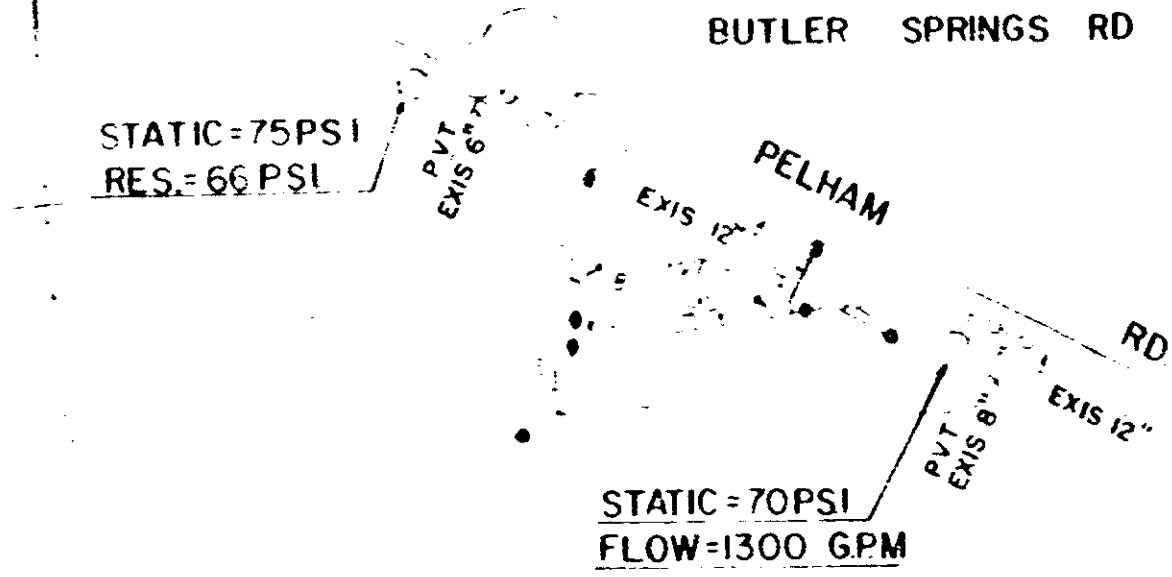 BUTLER SPRINGS RD
STATIC=75PSI
RES.=66PSI
PVT
EXIS 6"
PELHAM
EXIS 12"
RD
EXIS 12"
PVT
EXIS 8"
STATIC=70PSI
FLOW=1300 G.P.M